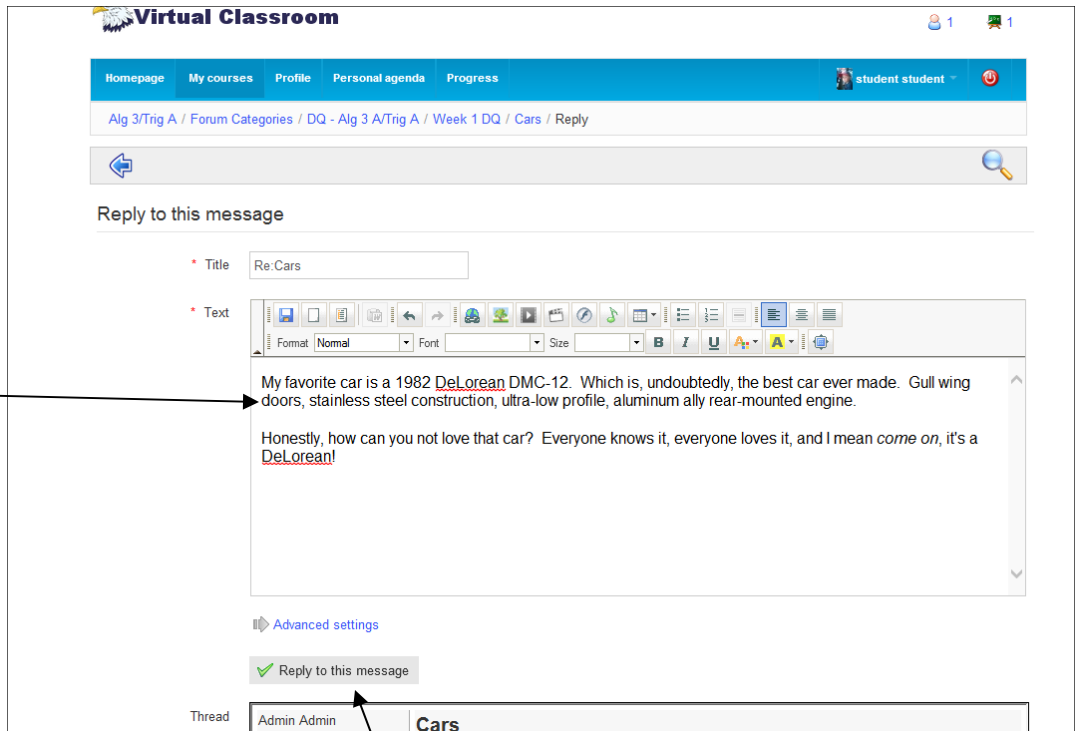 Virtual Classroom
1 1
Homepage My courses Profile Personal agenda Progress student student
Alg 3/Trig A / Forum Categories / DQ - Alg 3 A/Trig A / Week 1 DQ / Cars / Reply
Reply to this message
* Title Re:Cars
* Text
Format Normal Font Size B I U A A
My favorite car is a 1982 DeLorean DMC-12. Which is, undoubtedly, the best car ever made. Gull wing
doors, stainless steel construction, ultra-low profile, aluminum ally rear-mounted engine.
Honestly, how can you not love that car? Everyone knows it, everyone loves it, and I mean come on, it's a
DeLorean!
Advanced settings
Reply to this message
Thread Admin Admin Cars